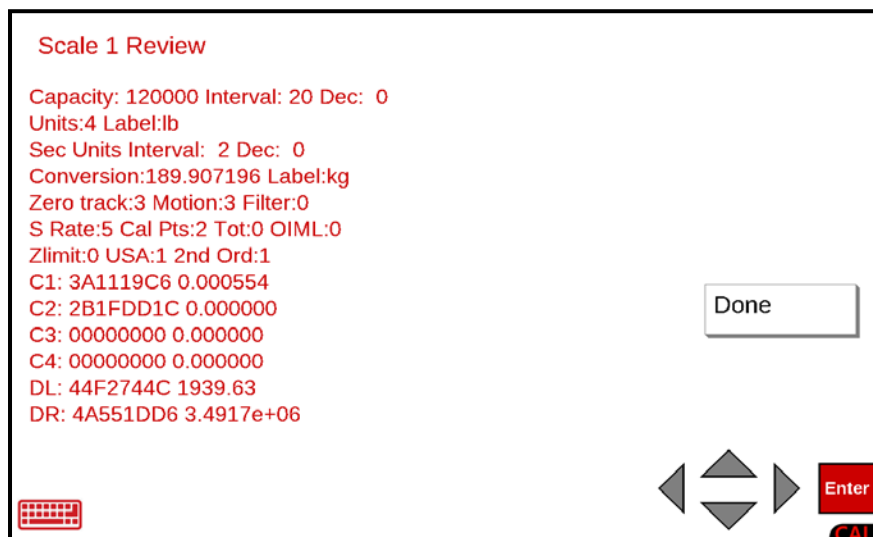 Scale 1 Review
Capacity: 120000 Interval: 20 Dec:  0
Units:4 Label:lb
Sec Units Interval:  2 Dec:  0
Conversion:189.907196 Label:kg
Zero track:3 Motion:3 Filter:0
S Rate:5 Cal Pts:2 Tot:0 OIML:0
Zlimit:0 USA:1 2nd Ord:1
C1: 3A1119C6 0.000554
C2: 2B1FDD1C 0.000000
C3: 00000000 0.000000
C4: 00000000 0.000000
DL: 44F2744C 1939.63
DR: 4A551DD6 3.4917e+06
Done
Enter
CAL